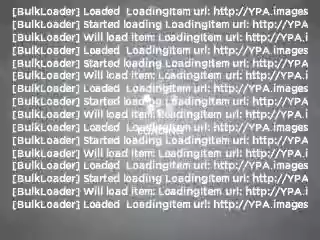 [BulkLoader] Loaded LoadingItem url: http://YPA.images
[BulkLoader] Started loading LoadingItem url: http://YPA
[BulkLoader] Will load item: LoadingItem url: http://YPA.i
[BulkLoader] Loaded LoadingItem url: http://YPA.images
[BulkLoader] Started loading LoadingItem url: http://YPA
[BulkLoader] Will load item: LoadingItem url: http://YPA.i
[BulkLoader] Loaded LoadingItem url: http://YPA.images
[BulkLoader] Started loading LoadingItem url: http://YPA
[BulkLoader] Will load item: LoadingItem url: http://YPA.i
[BulkLoader] Loaded LoadingItem url: http://YPA.images
[BulkLoader] Started loading LoadingItem url: http://YPA
[BulkLoader] Will load item: LoadingItem url: http://YPA.i
[BulkLoader] Loaded LoadingItem url: http://YPA.images
[BulkLoader] Started loading LoadingItem url: http://YPA
[BulkLoader] Will load item: LoadingItem url: http://YPA.i
[BulkLoader] Loaded LoadingItem url: http://YPA.images